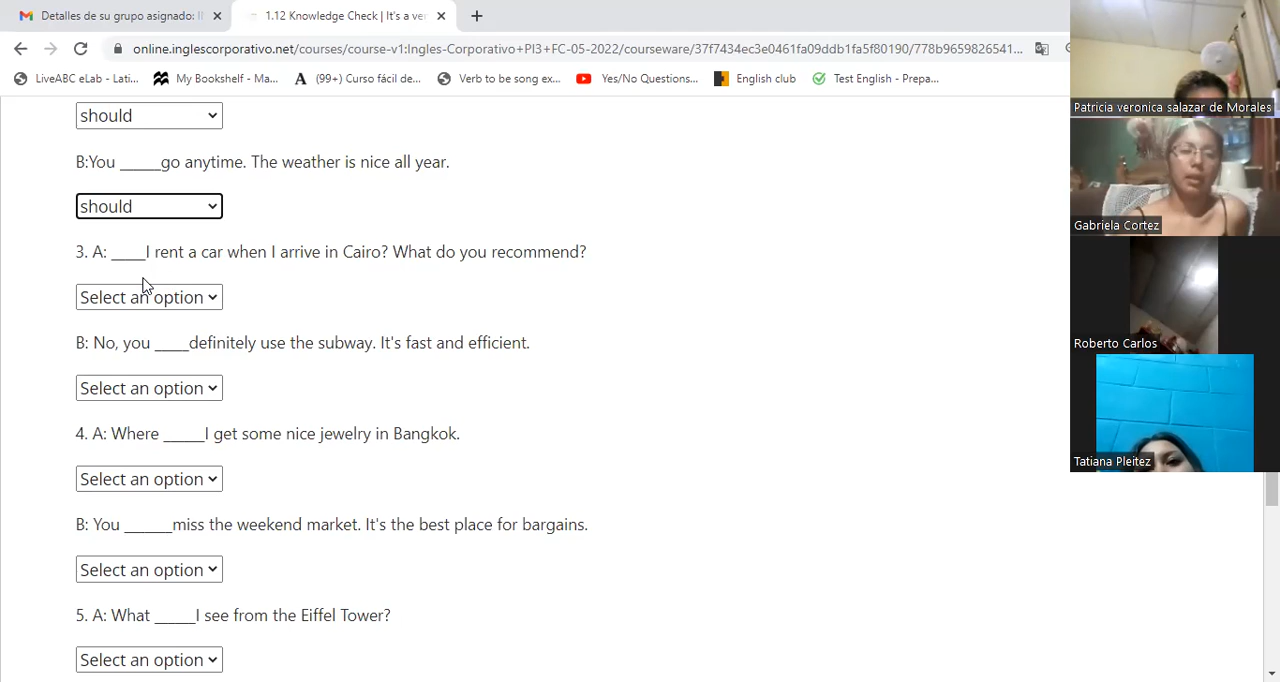 Detalles de su grupo asignado: II
1.12 Knowledge Check | It's a ver
online.inglescorporativo.net/courses/course-v1:Ingles-Corporativo+PI3+FC-05-2022/courseware/37f7434ec3e0461fa09ddb1fa5f80190/778b9659826541...
LiveABC eLab - Lati... My Bookshelf - Ma... (99+) Curso fácil de... Verb to be song ex... Yes/No Questions... English club Test English - Prepa...
should
B:You _____go anytime. The weather is nice all year.
should
3. A: ____I rent a car when I arrive in Cairo? What do you recommend?
Select an option
B: No, you ____definitely use the subway. It's fast and efficient.
Select an option
4. A: Where _____I get some nice jewelry in Bangkok.
Select an option
B: You ______miss the weekend market. It's the best place for bargains.
Select an option
5. A: What _____I see from the Eiffel Tower?
Select an option
Patricia veronica salazar de Morales
Gabriela Cortez
Roberto Carlos
Tatiana Pleitez